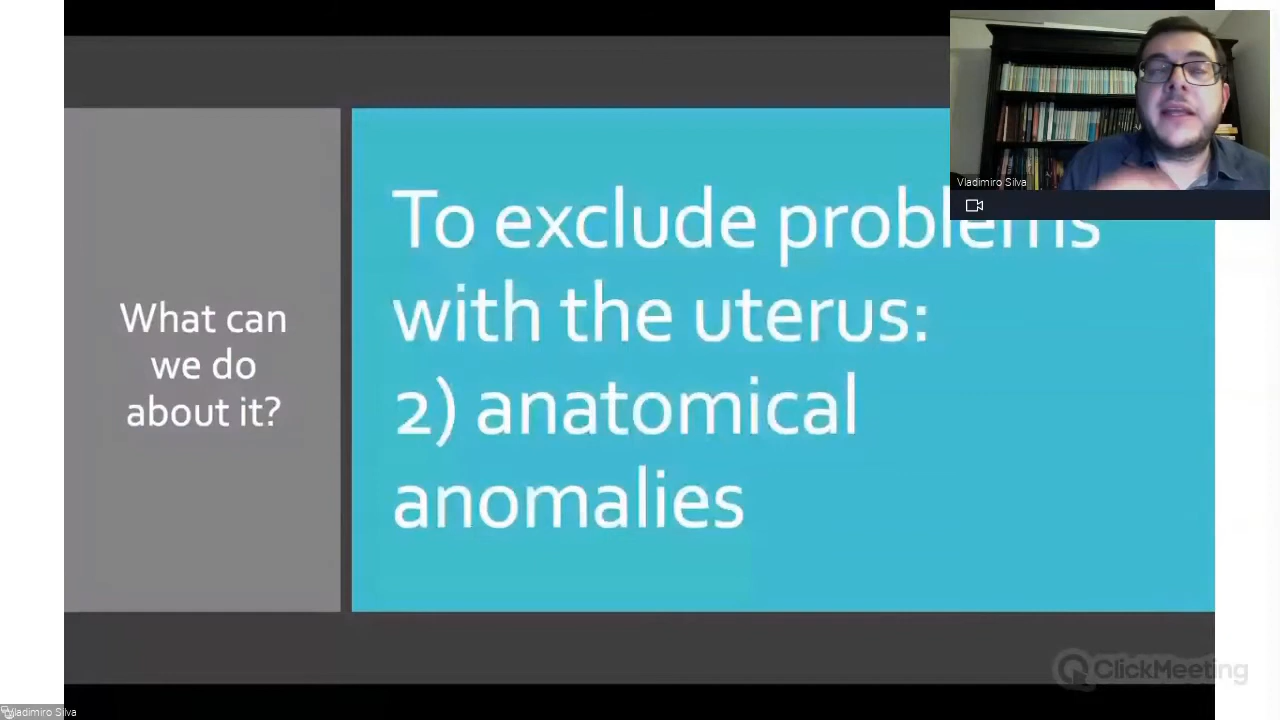 Vladimiro Silva
To exclude problems
with the uterus:
2) anatomical
anomalies
What can
we do
about it?
ClickMeeting
Vladimiro Silva